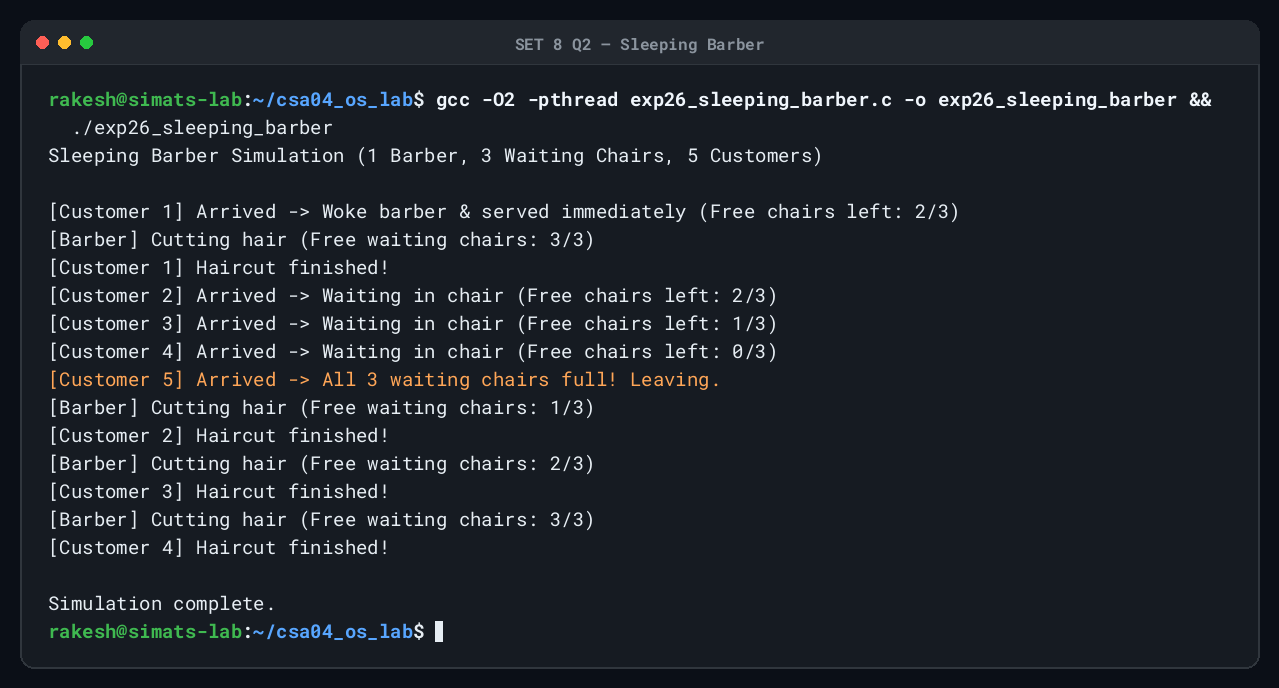 SET 8 Q2 — Sleeping Barber
rakesh@simats-lab:~/csa04_os_lab$ gcc -O2 -pthread exp26_sleeping_barber.c -o exp26_sleeping_barber &&
./exp26_sleeping_barber
Sleeping Barber Simulation (1 Barber, 3 Waiting Chairs, 5 Customers)
[Customer 1] Arrived -> Woke barber & served immediately (Free chairs left: 2/3)
[Barber] Cutting hair (Free waiting chairs: 3/3)
[Customer 1] Haircut finished!
[Customer 2] Arrived -> Waiting in chair (Free chairs left: 2/3)
[Customer 3] Arrived -> Waiting in chair (Free chairs left: 1/3)
[Customer 4] Arrived -> Waiting in chair (Free chairs left: 0/3)
[Customer 5] Arrived -> All 3 waiting chairs full! Leaving.
[Barber] Cutting hair (Free waiting chairs: 1/3)
[Customer 2] Haircut finished!
[Barber] Cutting hair (Free waiting chairs: 2/3)
[Customer 3] Haircut finished!
[Barber] Cutting hair (Free waiting chairs: 3/3)
[Customer 4] Haircut finished!
Simulation complete.
rakesh@simats-lab:~/csa04_os_lab$